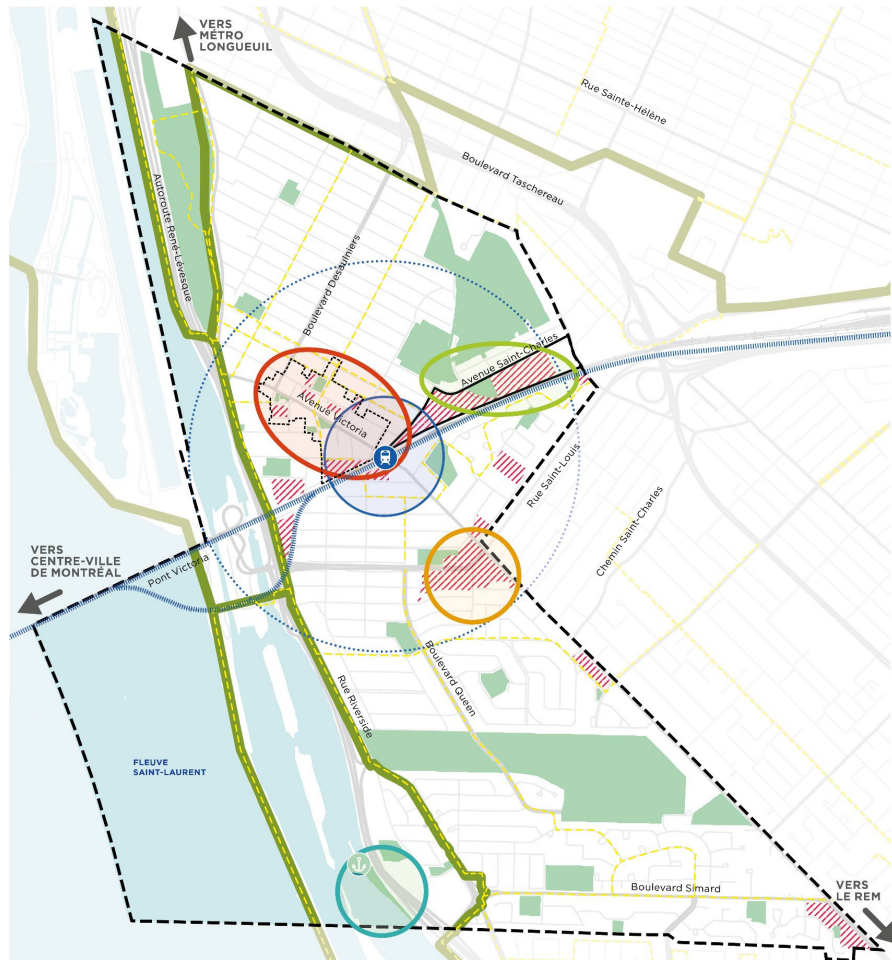 VERS
MÉTRO
LONGUEUIL
Rue Sainte-Hélène
Boulevard Taschereau
Autoroute René-Lévesque
Boulevard Desaulniers
Avenue Saint-Charles
Avenue Victoria
Rue Saint-Louis
Chemin Saint-Charles
VERS
CENTRE-VILLE
DE MONTRÉAL
Pont Victoria
Boulevard Queen
Rue Riverside
FLEUVE
SAINT-LAURENT
Boulevard Simard
VERS
LE REM